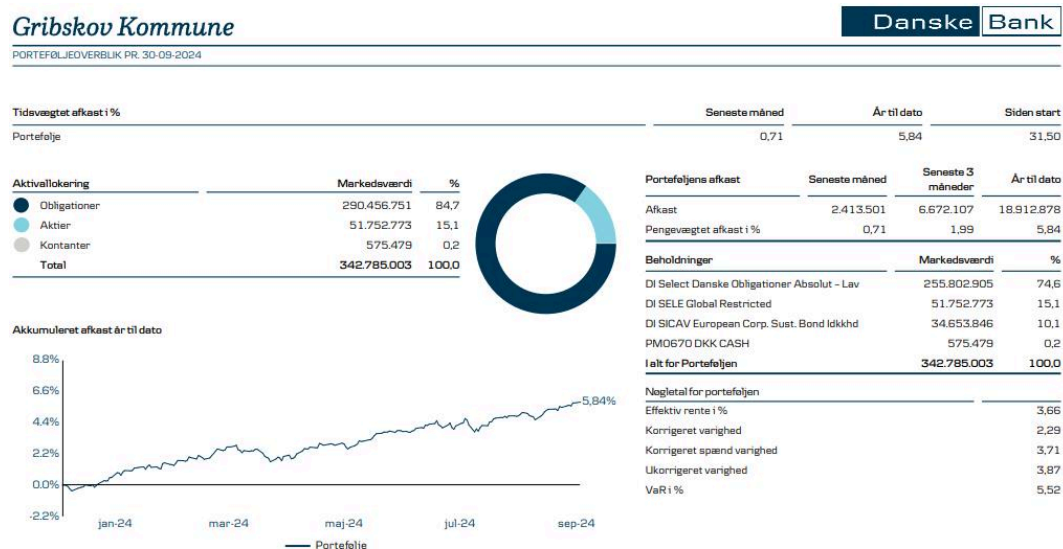 Gribskov Kommune
Danske Bank
PORTEFØLJEOVERBLIK PR. 30-09-2024
Tidsvægtet afkast i % Seneste måned År til dato Siden start
Portefølje 0,71 5,84 31,50
Aktivallokering Markedsværdi %
Obligationer 290.456.751 84,7
Aktier 51.752.773 15,1
Kontanter 575.479 0,2
Total 342.785.003 100,0
Porteføljens afkast Seneste måned Seneste 3 måneder År til dato
Afkast 2.413.501 6.672.107 18.912.878
Pengevægtet afkast i % 0,71 1,99 5,84
Beholdninger Markedsværdi %
DI Select Danske Obligationer Absolut - Lav 255.802.905 74,6
DI SELE Global Restricted 51.752.773 15,1
DI SICAV European Corp. Sust. Bond Idkkhd 34.653.846 10,1
PM0670 DKK CASH 575.479 0,2
I alt for Porteføljen 342.785.003 100,0
Akkumuleret afkast år til dato
8.8%
6.6%
4.4%
2.2%
0.0%
-2.2%
5,84%
jan-24 mar-24 maj-24 jul-24 sep-24
Portefølje
Nøgletal for porteføljen
Effektiv rente i % 3,66
Korrigeret varighed 2,29
Korrigeret spænd varighed 3,71
Ukorrigeret varighed 3,87
VaR i % 5,52